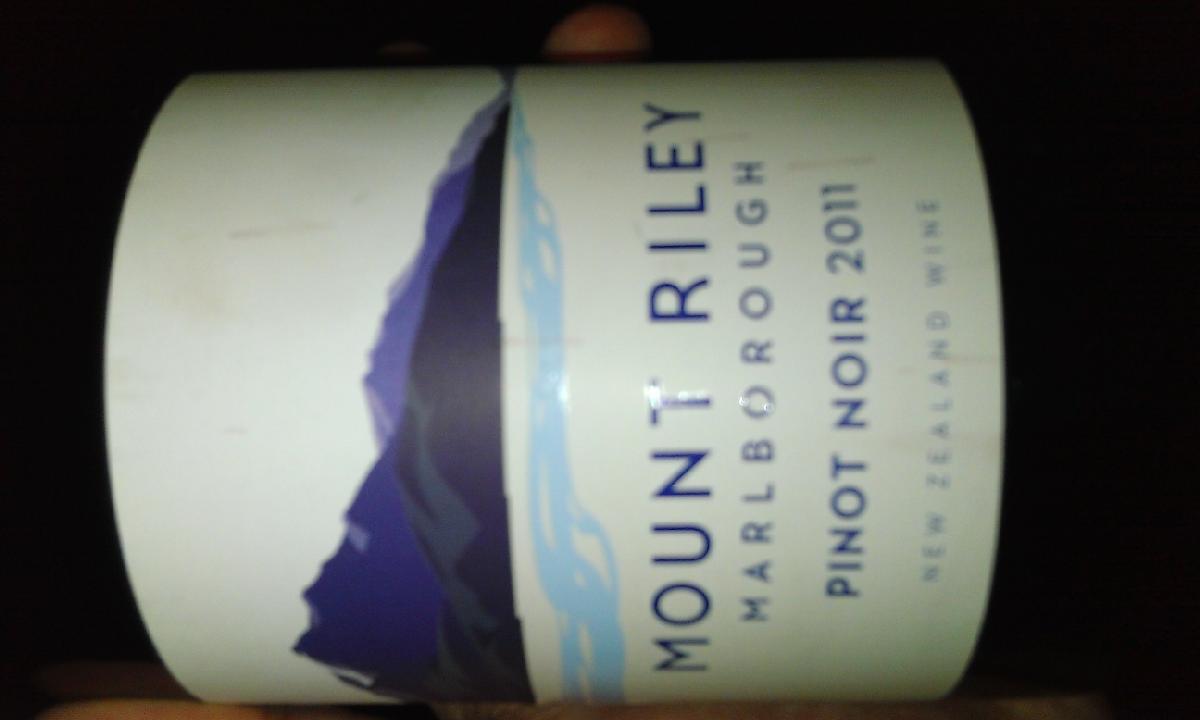 MOUNT RILEY
MARLBOROUGH
PINOT NOIR 2011
NEW ZEALAND WINE